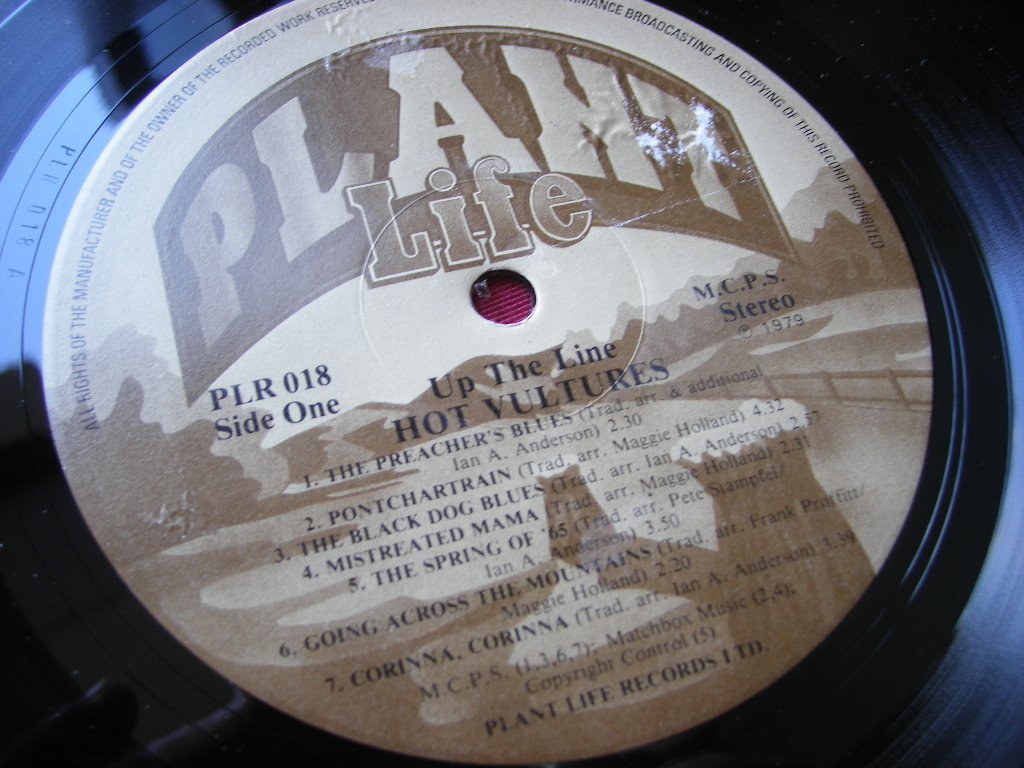 ALL RIGHTS OF THE MANUFACTURER AND OF THE OWNER OF THE RECORDED WORK RESERVED
BROADCASTING AND COPYING OF THIS RECORD PROHIBITED
PLR 018 A
PLANT
Life
M.C.P.S.
Stereo
℗ 1979
PLR 018
Side One
Up The Line
HOT VULTURES
1. THE PREACHER'S BLUES (Trad. arr. & additional
Ian A. Anderson) 2.30
2. PONTCHARTRAIN (Trad. arr. Maggie Holland) 4.32
3. THE BLACK DOG BLUES (Trad. arr. Ian A. Anderson) 2.57
4. MISTREATED MAMA (Trad. arr. Maggie Holland) 2.31
5. THE SPRING OF '65 (Trad. arr. Pete Stampfel/
Ian A. Anderson) 3.50
6. GOING ACROSS THE MOUNTAINS (Trad. arr. Frank Proffitt/
Maggie Holland) 2.20
7. CORINNA, CORINNA (Trad. arr. Ian A. Anderson) 3.39
M.C.P.S. (1,3,6,7); Matchbox Music (2,4);
Copyright Control (5)
PLANT LIFE RECORDS LTD.